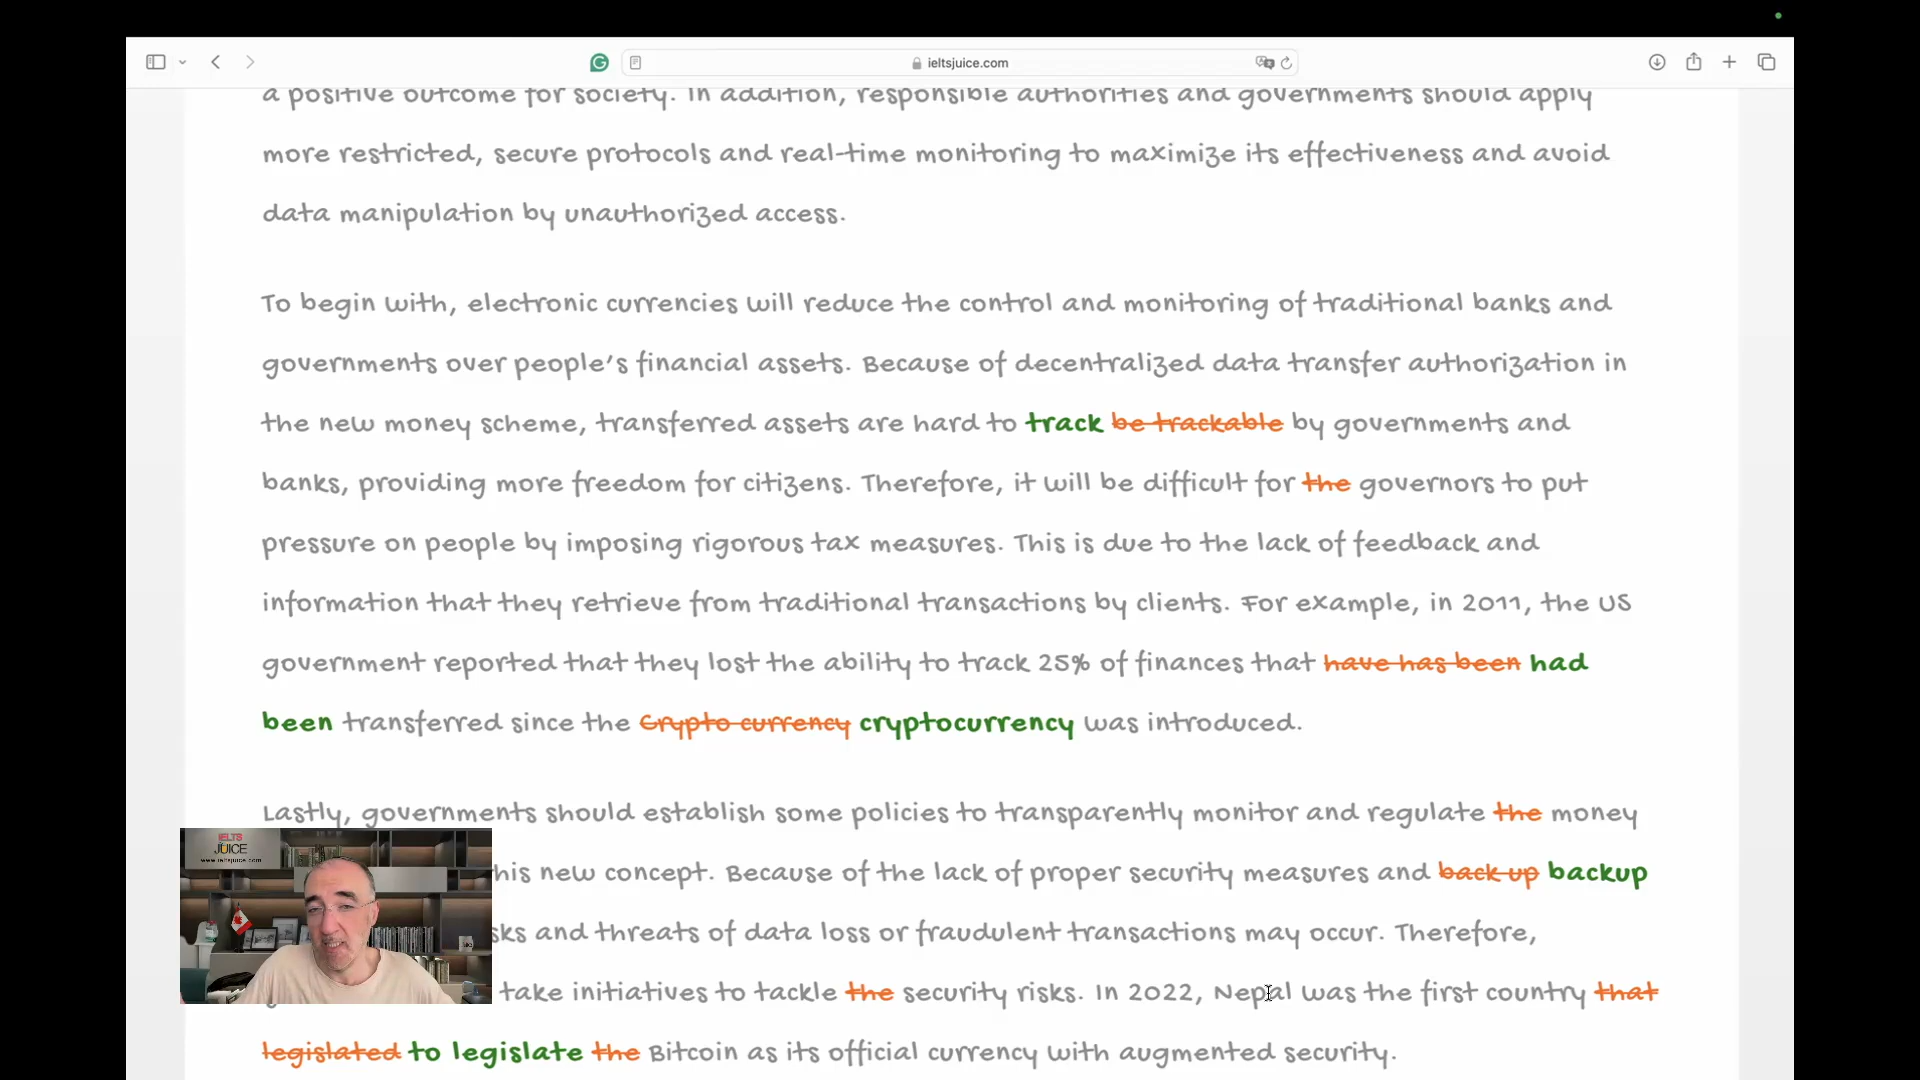 ieltsjuice.com
a positive outcome for society. In addition, responsible authorities and governments should apply
more restricted, secure protocols and real-time monitoring to maximize its effectiveness and avoid
data manipulation by unauthorized access.
To begin with, electronic currencies will reduce the control and monitoring of traditional banks and
governments over people's financial assets. Because of decentralized data transfer authorization in
the new money scheme, transferred assets are hard to track be trackable by governments and
banks, providing more freedom for citizens. Therefore, it will be difficult for the governors to put
pressure on people by imposing rigorous tax measures. This is due to the lack of feedback and
information that they retrieve from traditional transactions by clients. For example, in 2011, the US
government reported that they lost the ability to track 25% of finances that have has been had
been transferred since the Crypto currency cryptocurrency was introduced.
Lastly, governments should establish some policies to transparently monitor and regulate the money
his new concept. Because of the lack of proper security measures and back up backup
sks and threats of data loss or fraudulent transactions may occur. Therefore,
take initiatives to tackle the security risks. In 2022, Nepal was the first country that
legislated to legislate the Bitcoin as its official currency with augmented security.
IELTS
JUICE
www.ieltsjuice.com